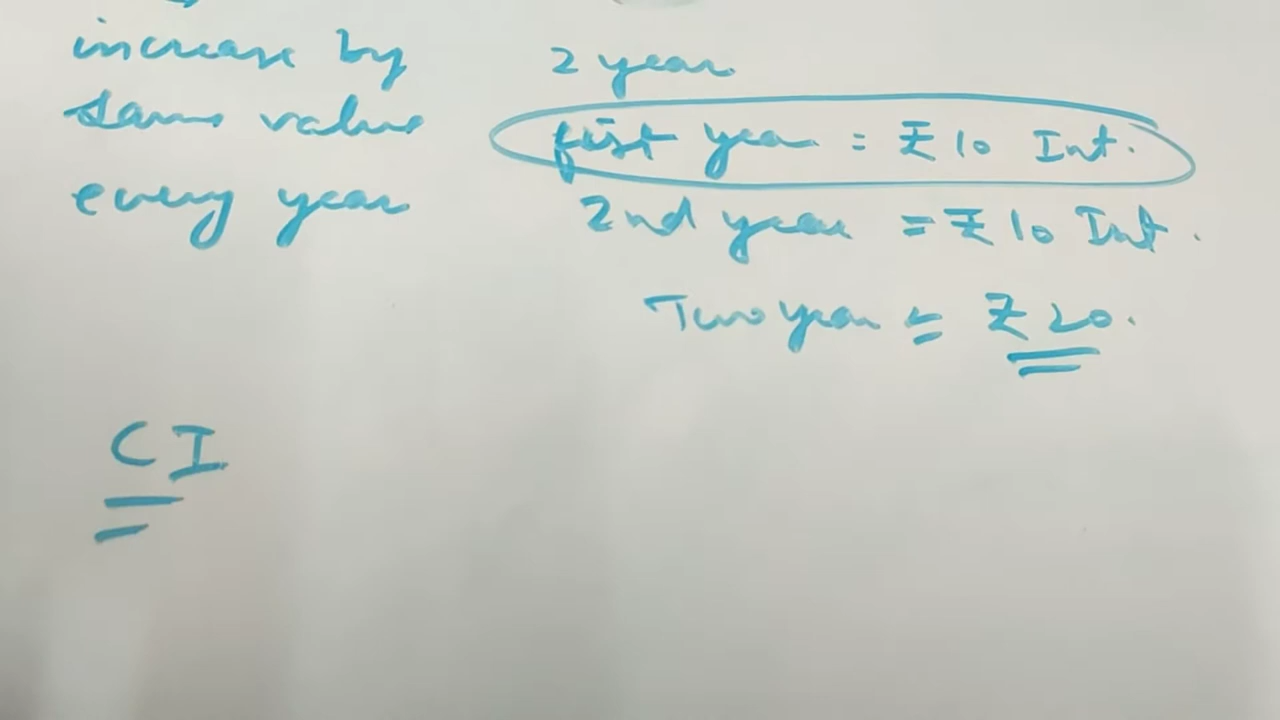 increase by
same value
every year
2 year
first year = ₹ 10 Int.
2nd year = ₹ 10 Int.
Two year = ₹ 20.
CI